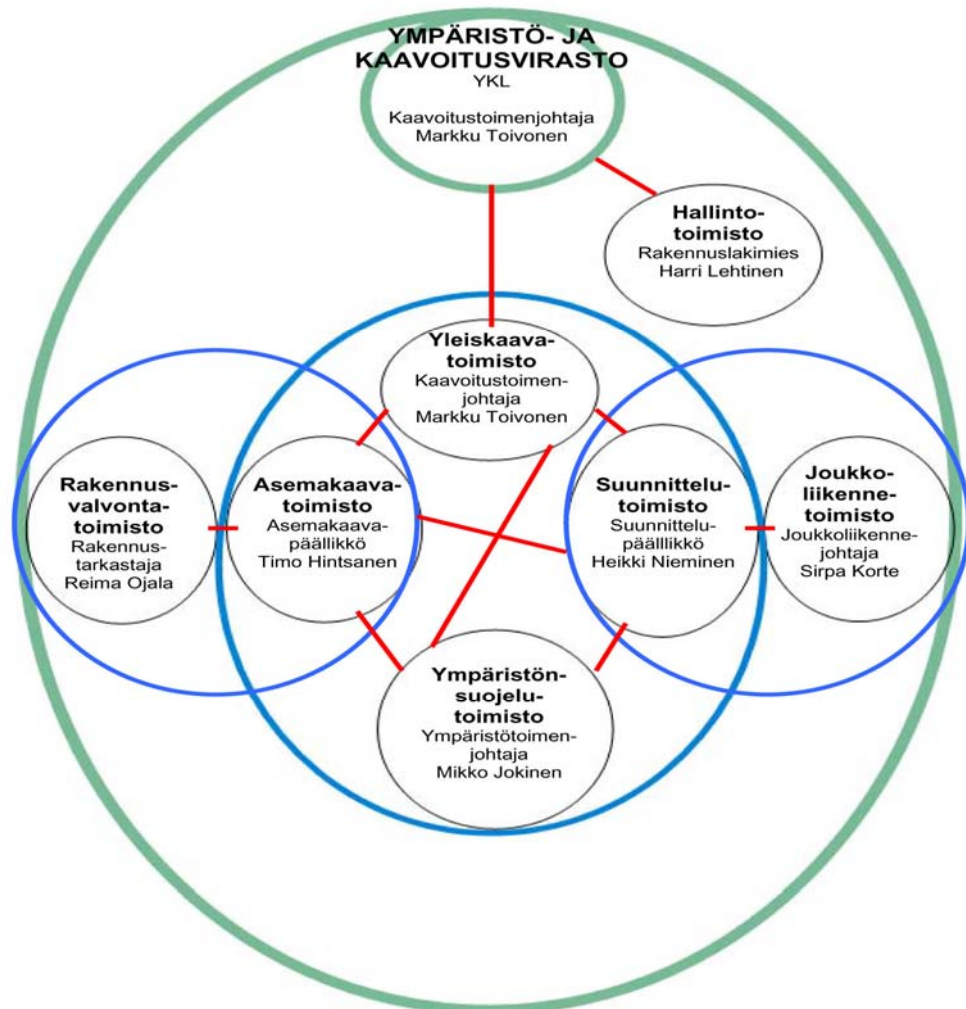 YMPÄRISTÖ- JA
KAAVOITUSVIRASTO
YKL
Kaavoitustoimenjohtaja
Markku Toivonen
Hallinto-
toimisto
Rakennuslakimies
Harri Lehtinen
Yleiskaava-
toimisto
Kaavoitustoimen-
johtaja
Markku Toivonen
Rakennus-
valvonta-
toimisto
Rakennus-
tarkastaja
Reima Ojala
Asemakaava-
toimisto
Asemakaava-
päällikkö
Timo Hintsanen
Suunnittelu-
toimisto
Suunnittelu-
päälllikkö
Heikki Nieminen
Joukko-
liikenne-
toimisto
Joukkoliikenne-
johtaja
Sirpa Korte
Ympäristön-
suojelu-
toimisto
Ympäristötoimen-
johtaja
Mikko Jokinen